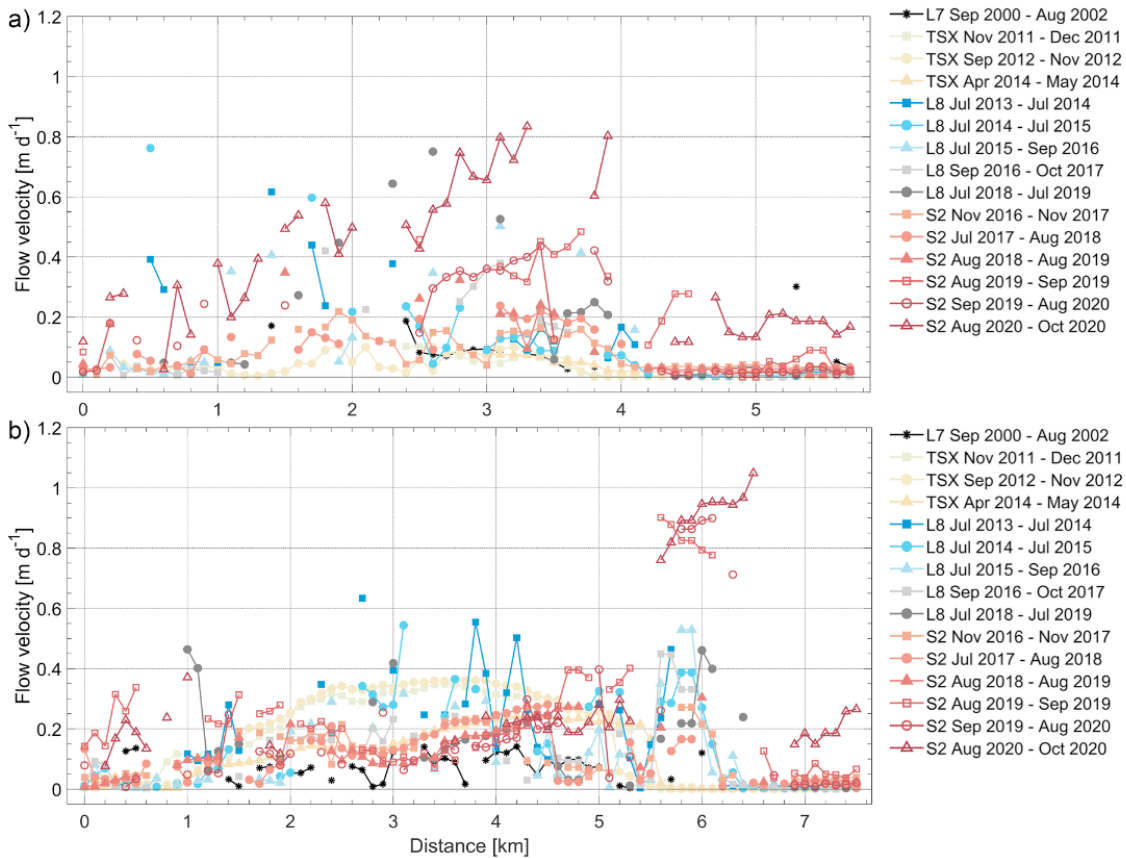 a)
Flow velocity [m d⁻¹]
1.2
1
0.8
0.6
0.4
0.2
0
0 1 2 3 4 5
L7 Sep 2000 - Aug 2002
TSX Nov 2011 - Dec 2011
TSX Sep 2012 - Nov 2012
TSX Apr 2014 - May 2014
L8 Jul 2013 - Jul 2014
L8 Jul 2014 - Jul 2015
L8 Jul 2015 - Sep 2016
L8 Sep 2016 - Oct 2017
L8 Jul 2018 - Jul 2019
S2 Nov 2016 - Nov 2017
S2 Jul 2017 - Aug 2018
S2 Aug 2018 - Aug 2019
S2 Aug 2019 - Sep 2019
S2 Sep 2019 - Aug 2020
S2 Aug 2020 - Oct 2020
b)
Flow velocity [m d⁻¹]
1.2
1
0.8
0.6
0.4
0.2
0
0 1 2 3 4 5 6 7
Distance [km]
L7 Sep 2000 - Aug 2002
TSX Nov 2011 - Dec 2011
TSX Sep 2012 - Nov 2012
TSX Apr 2014 - May 2014
L8 Jul 2013 - Jul 2014
L8 Jul 2014 - Jul 2015
L8 Jul 2015 - Sep 2016
L8 Sep 2016 - Oct 2017
L8 Jul 2018 - Jul 2019
S2 Nov 2016 - Nov 2017
S2 Jul 2017 - Aug 2018
S2 Aug 2018 - Aug 2019
S2 Aug 2019 - Sep 2019
S2 Sep 2019 - Aug 2020
S2 Aug 2020 - Oct 2020